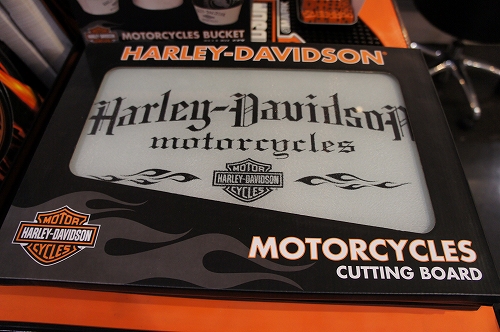 MOTORCYCLES BUCKET
HARLEY-DAVIDSON®
Harley-Davidson
motorcycles
MOTOR
HARLEY-DAVIDSON
CYCLES
MOTOR
HARLEY-DAVIDSON
CYCLES
MOTORCYCLES
CUTTING BOARD